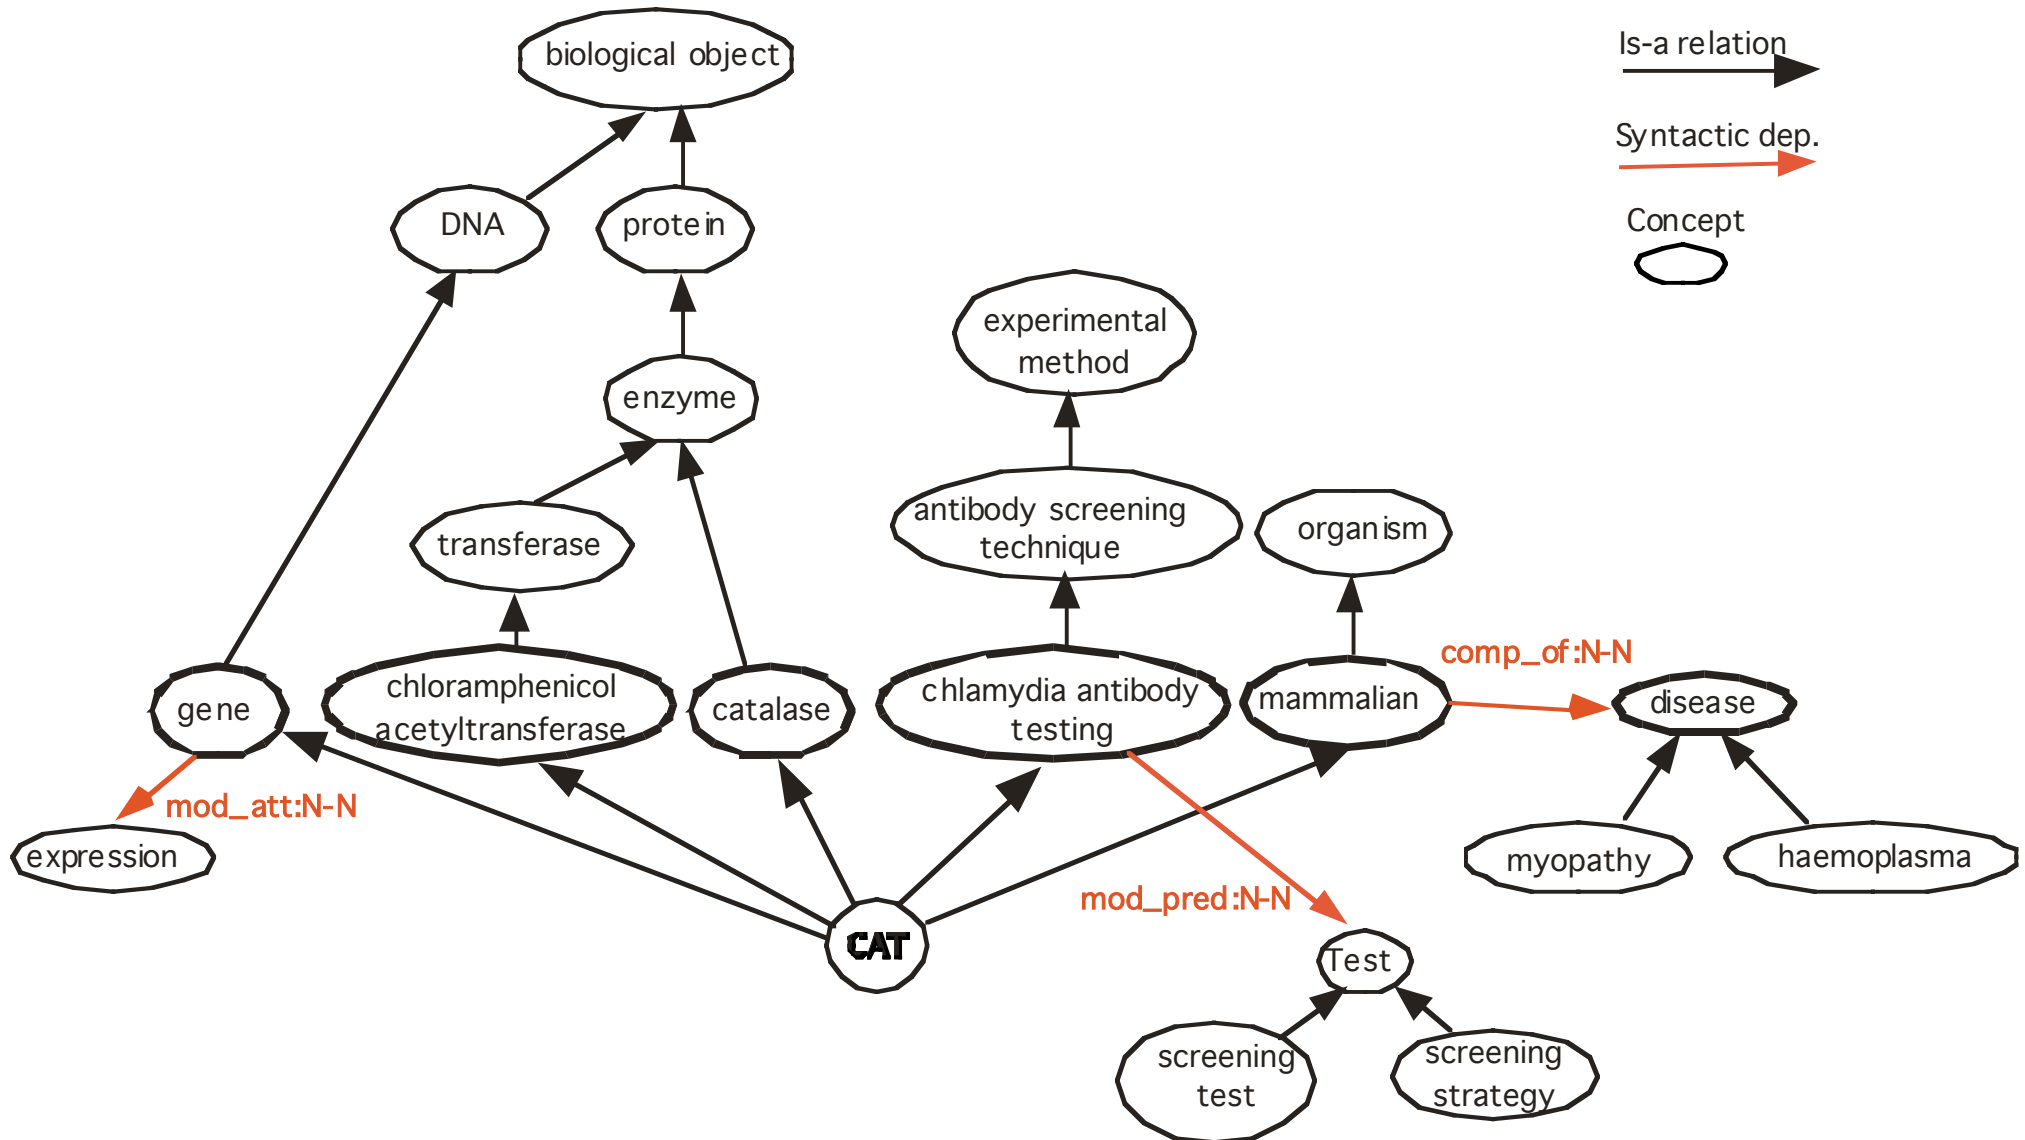 biological object
Is-a relation
Syntactic dep.
Concept
DNA
protein
experimental
method
enzyme
antibody screening
technique
organism
transferase
comp_of:N-N
gene
chloramphenicol
acetyltransferase
catalase
chlamydia antibody
testing
mammalian
disease
mod_att:N-N
expression
myopathy
haemoplasma
mod_pred:N-N
CAT
Test
screening
test
screening
strategy